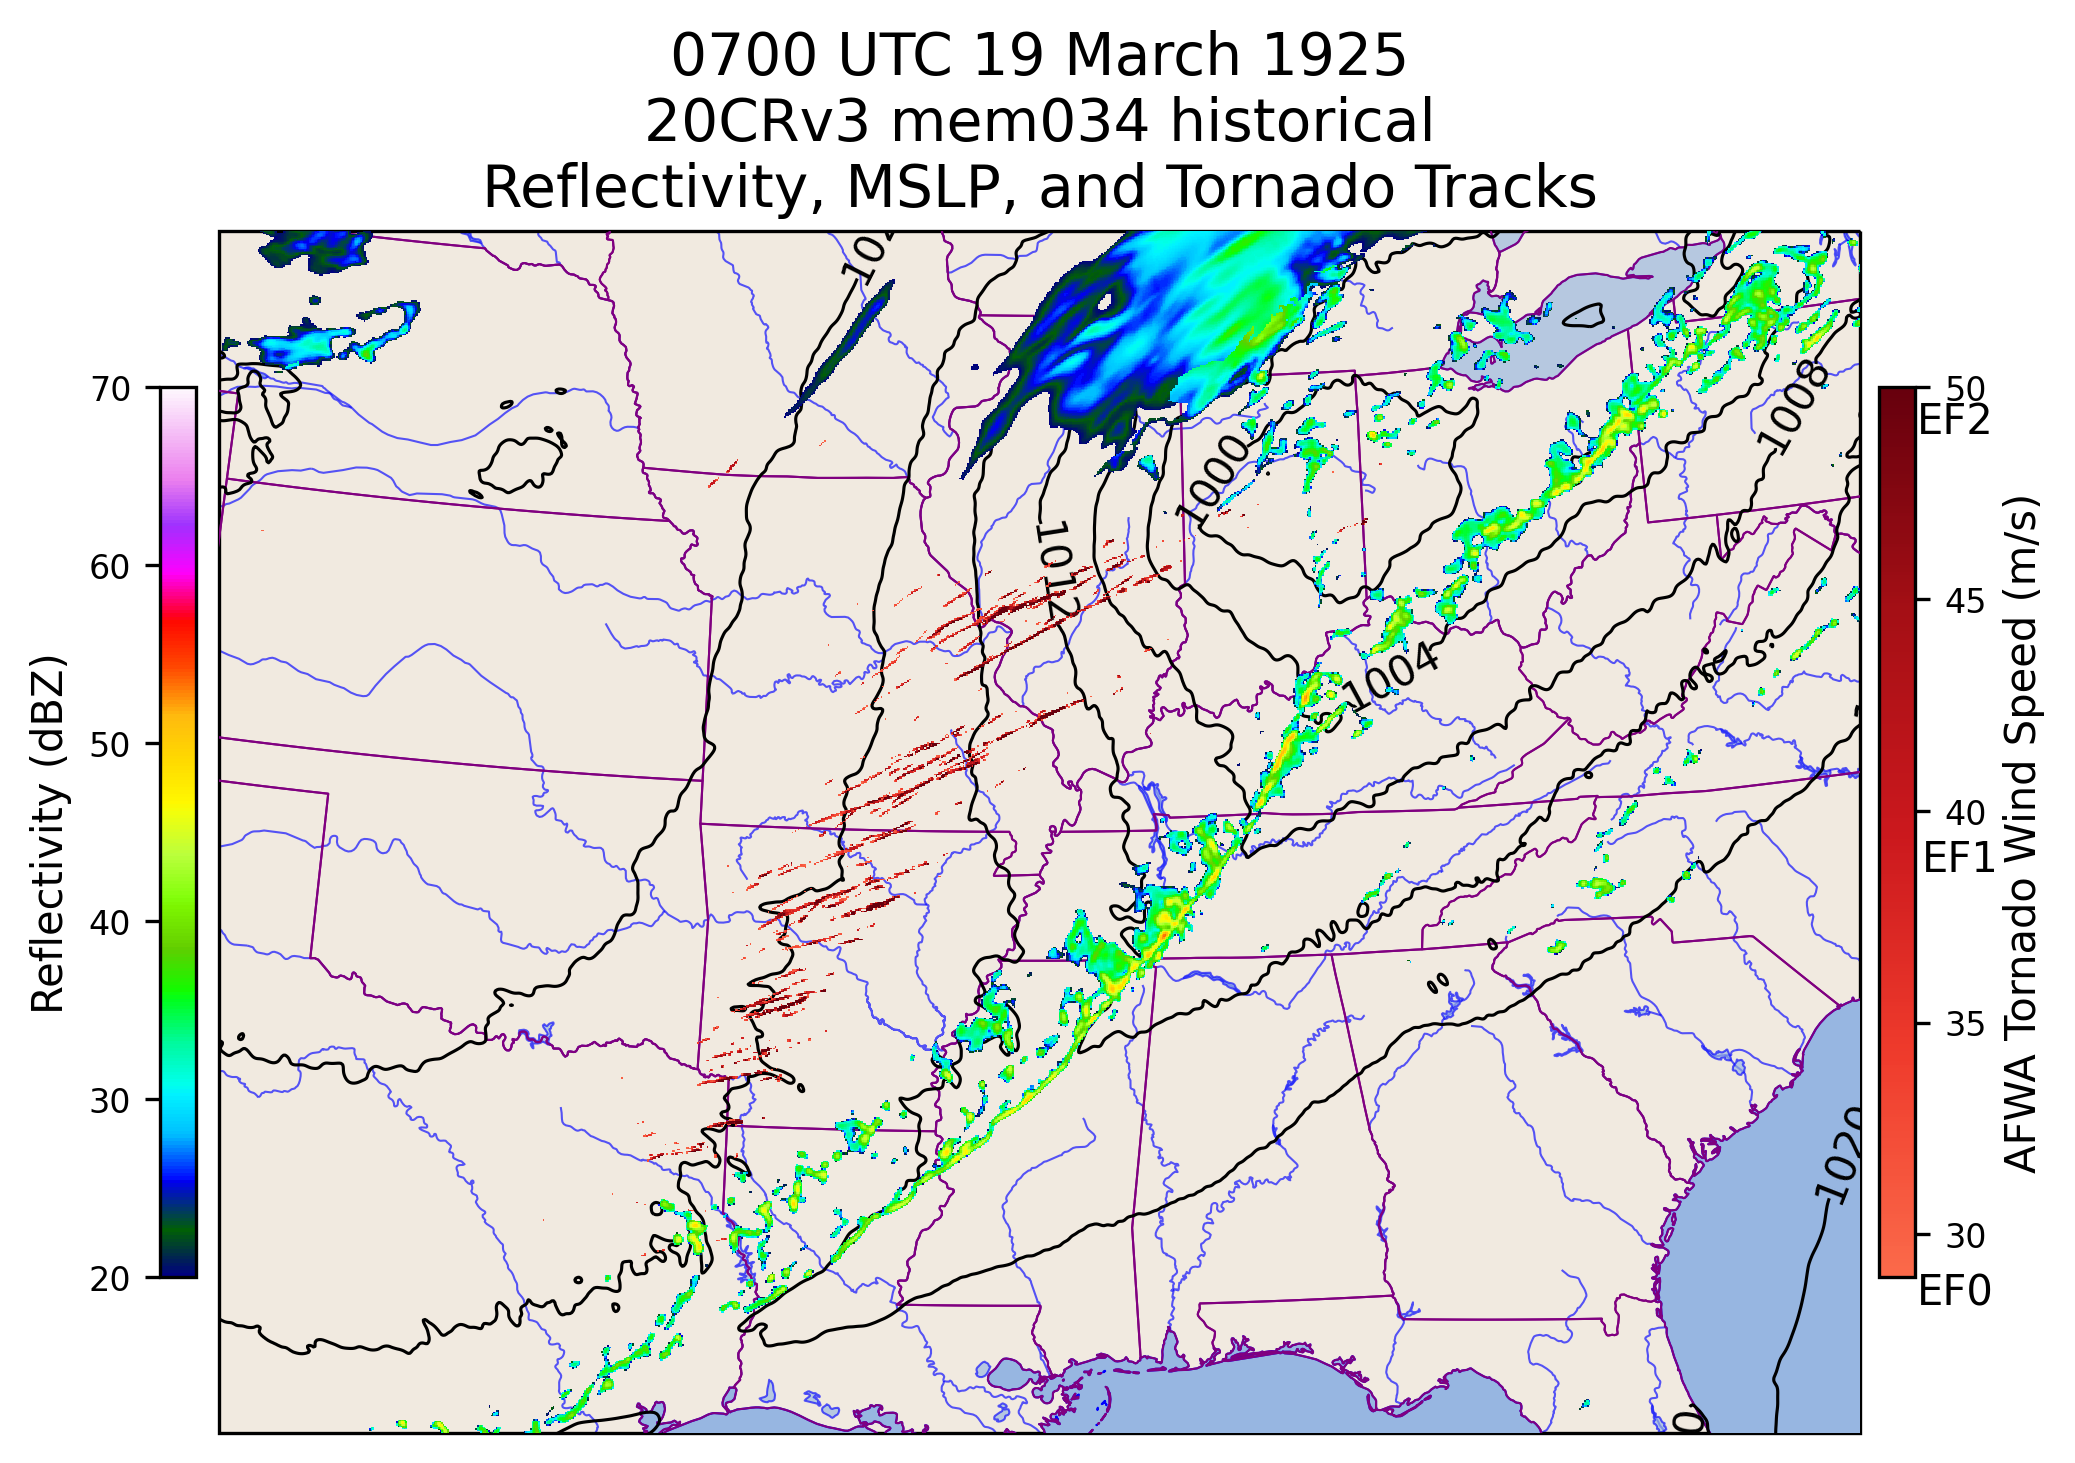 0700 UTC 19 March 1925
20CRv3 mem034 historical
Reflectivity, MSLP, and Tornado Tracks
Reflectivity (dBZ)
70
60
50
40
30
20
1000
1008
1012
1004
1020
50
EF2
45
40
EF1
35
30
EF0
AFWA Tornado Wind Speed (m/s)